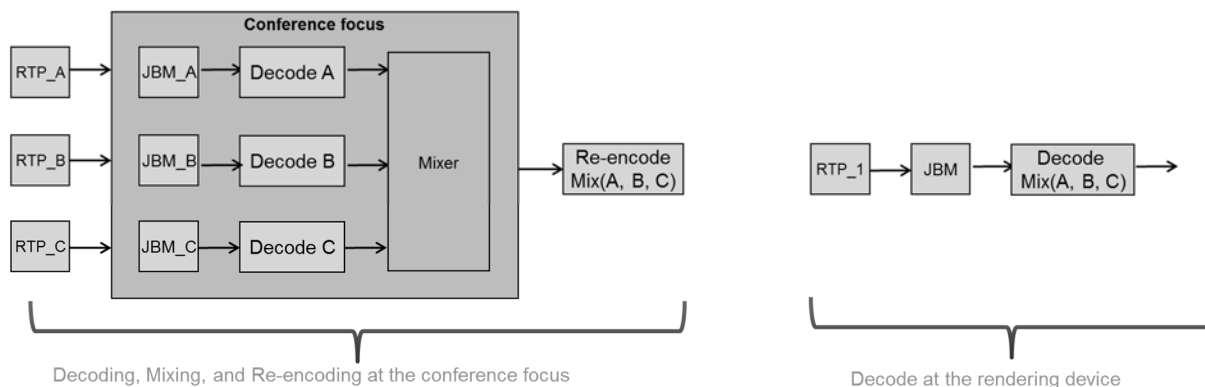 Conference focus
RTP_A
JBM_A
Decode A
RTP_B
JBM_B
Decode B
Mixer
Re-encode
Mix(A, B, C)
RTP_C
JBM_C
Decode C
Decoding, Mixing, and Re-encoding at the conference focus
RTP_1
JBM
Decode
Mix(A, B, C)
Decode at the rendering device